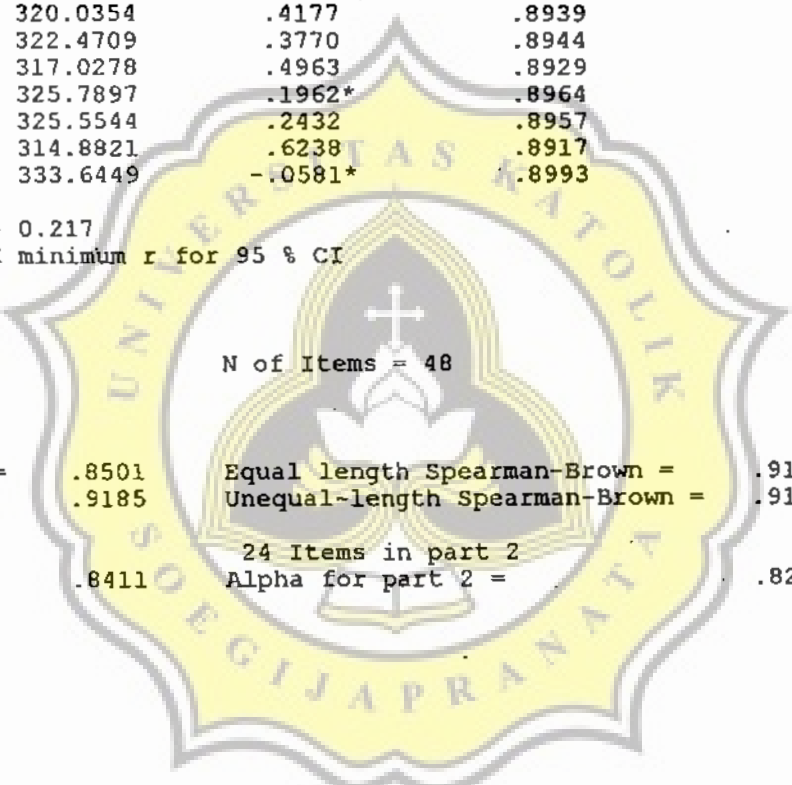 320.0354 .4177 .8939
322.4709 .3770 .8944
317.0278 .4963 .8929
325.7897 .1962* .8964
325.5544 .2432 .8957
314.8821 .6238 .8917
333.6449 -.0581* .8993
0.217
minimum r for 95 % CI
N of Items = 48
= .8501 Equal length Spearman-Brown = .91
.9185 Unequal-length Spearman-Brown = .91
24 Items in part 2
.8411 Alpha for part 2 = .82
UNIVERSITAS KATOLIK
SOEGIJAPRANATA